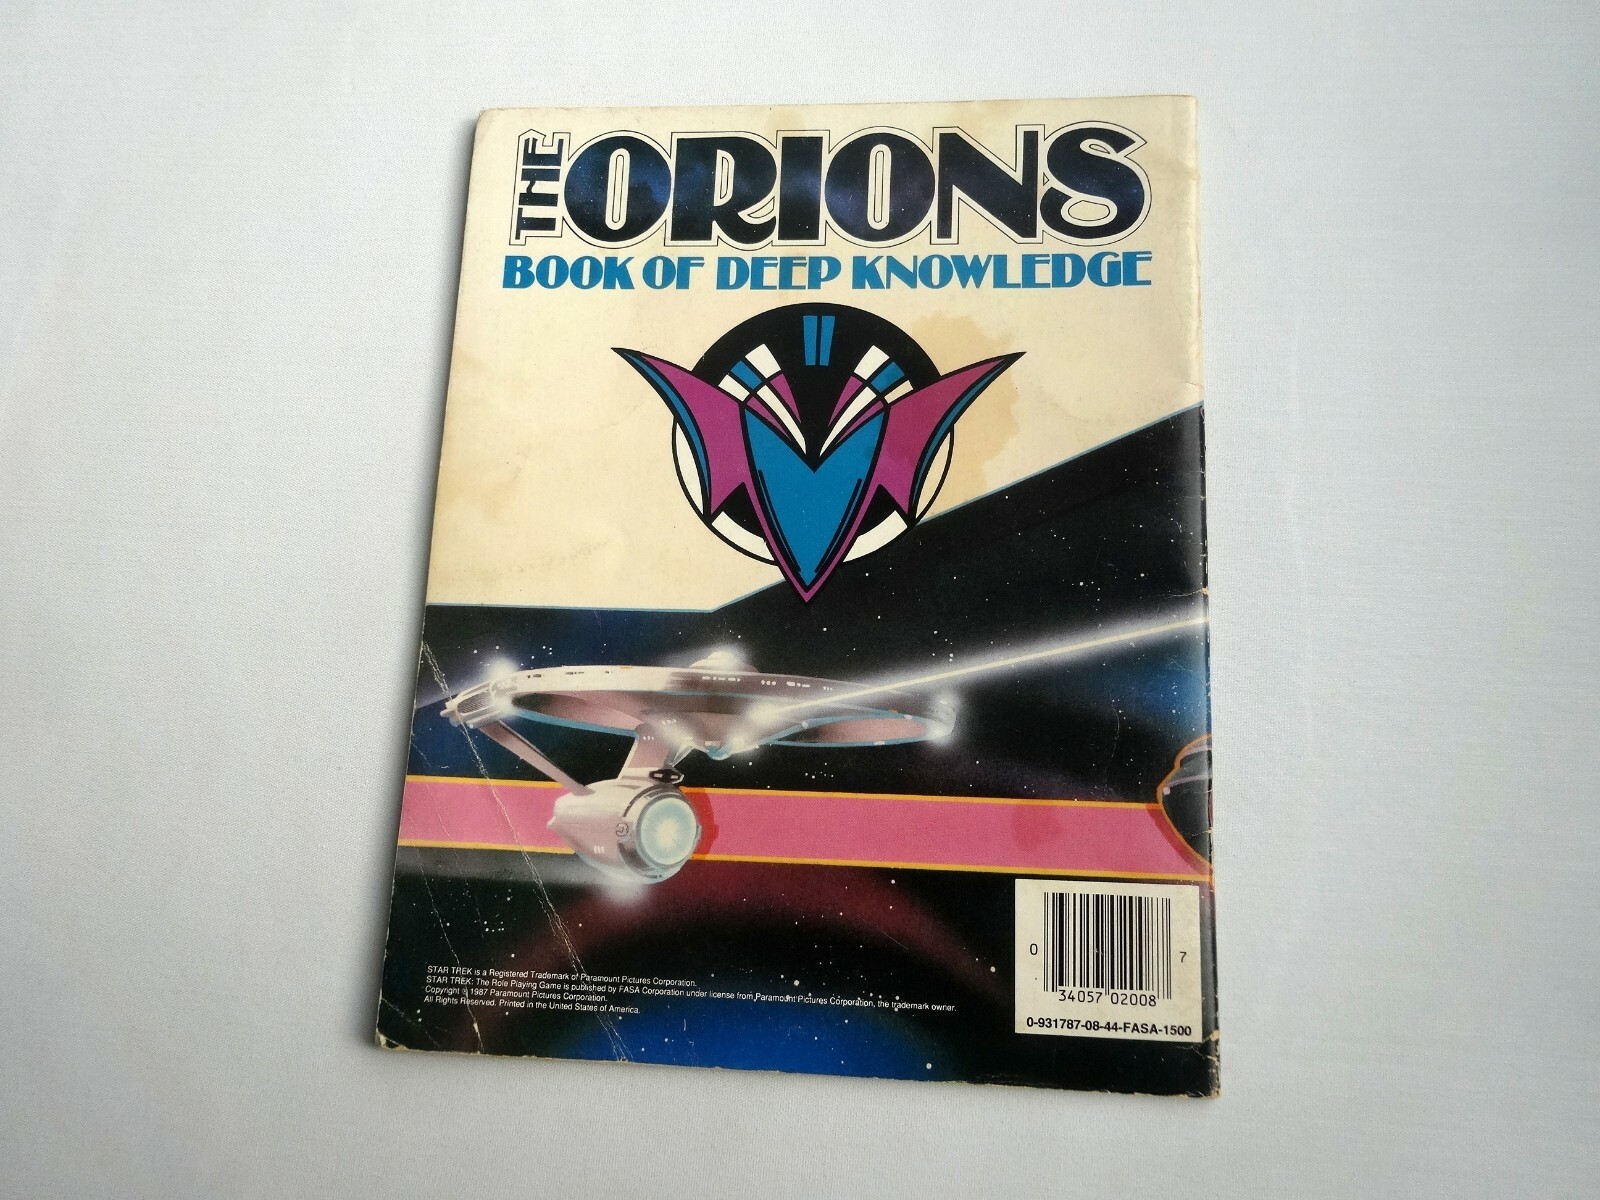 THE ORIONS
BOOK OF DEEP KNOWLEDGE
STAR TREK is a Registered Trademark of Paramount Pictures Corporation.
STAR TREK: The Role Playing Game is published by FASA Corporation under license from Paramount Pictures Corporation, the trademark owner.
Copyright © 1987 Paramount Pictures Corporation.
All Rights Reserved. Printed in the United States of America.
0 34057 02008 7
0-931787-08-44-FASA-1500